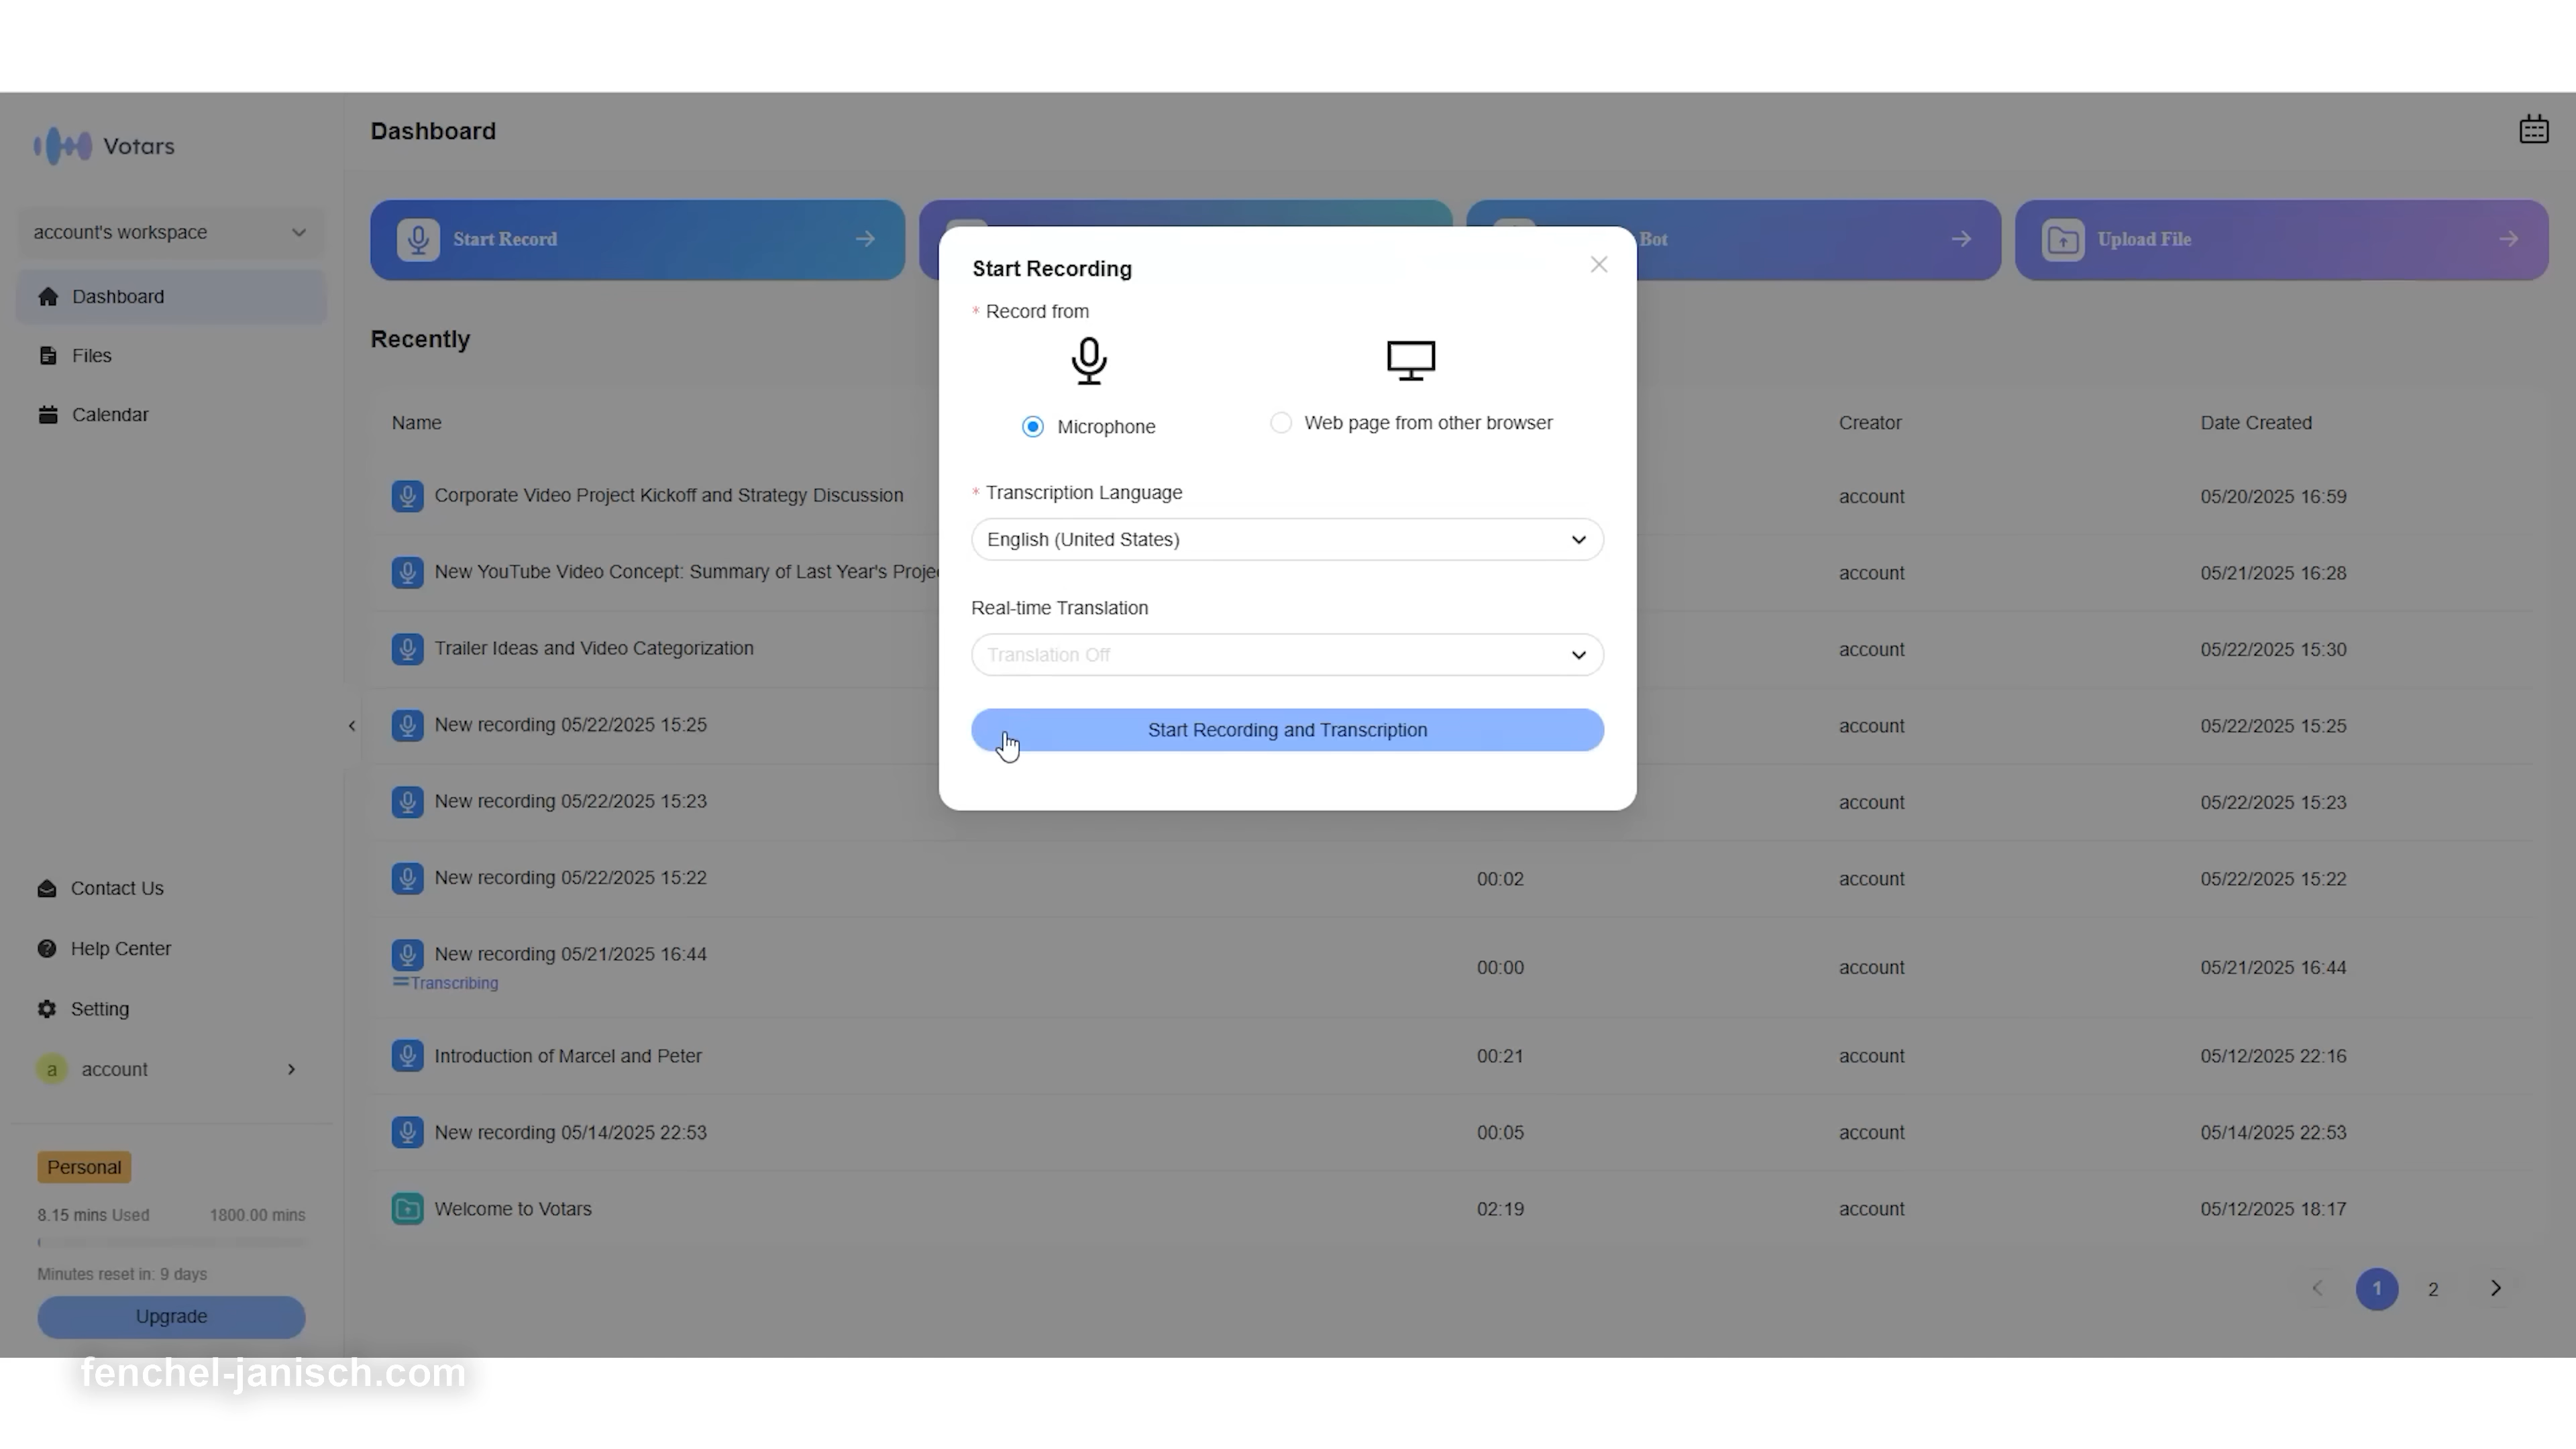 Votars
account's workspace
Dashboard
Files
Calendar
Contact Us
Help Center
Setting
a account
Personal
8.15 mins Used 1800.00 mins
Minutes reset in: 9 days
Upgrade
Dashboard
Start Record
Bot
Upload File
Recently
Name Creator Date Created
Corporate Video Project Kickoff and Strategy Discussion account 05/20/2025 16:59
New YouTube Video Concept: Summary of Last Year's account 05/21/2025 16:28
Trailer Ideas and Video Categorization account 05/22/2025 15:30
New recording 05/22/2025 15:25 account 05/22/2025 15:25
New recording 05/22/2025 15:23 account 05/22/2025 15:23
New recording 05/22/2025 15:22 00:02 account 05/22/2025 15:22
New recording 05/21/2025 16:44 00:00 account 05/21/2025 16:44
Transcribing
Introduction of Marcel and Peter 00:21 account 05/12/2025 22:16
New recording 05/14/2025 22:53 00:05 account 05/14/2025 22:53
Welcome to Votars 02:19 account 05/12/2025 18:17
1 2
Start Recording
* Record from
Microphone
Web page from other browser
* Transcription Language
English (United States)
Real-time Translation
Translation Off
Start Recording and Transcription
fenchel-janisch.com